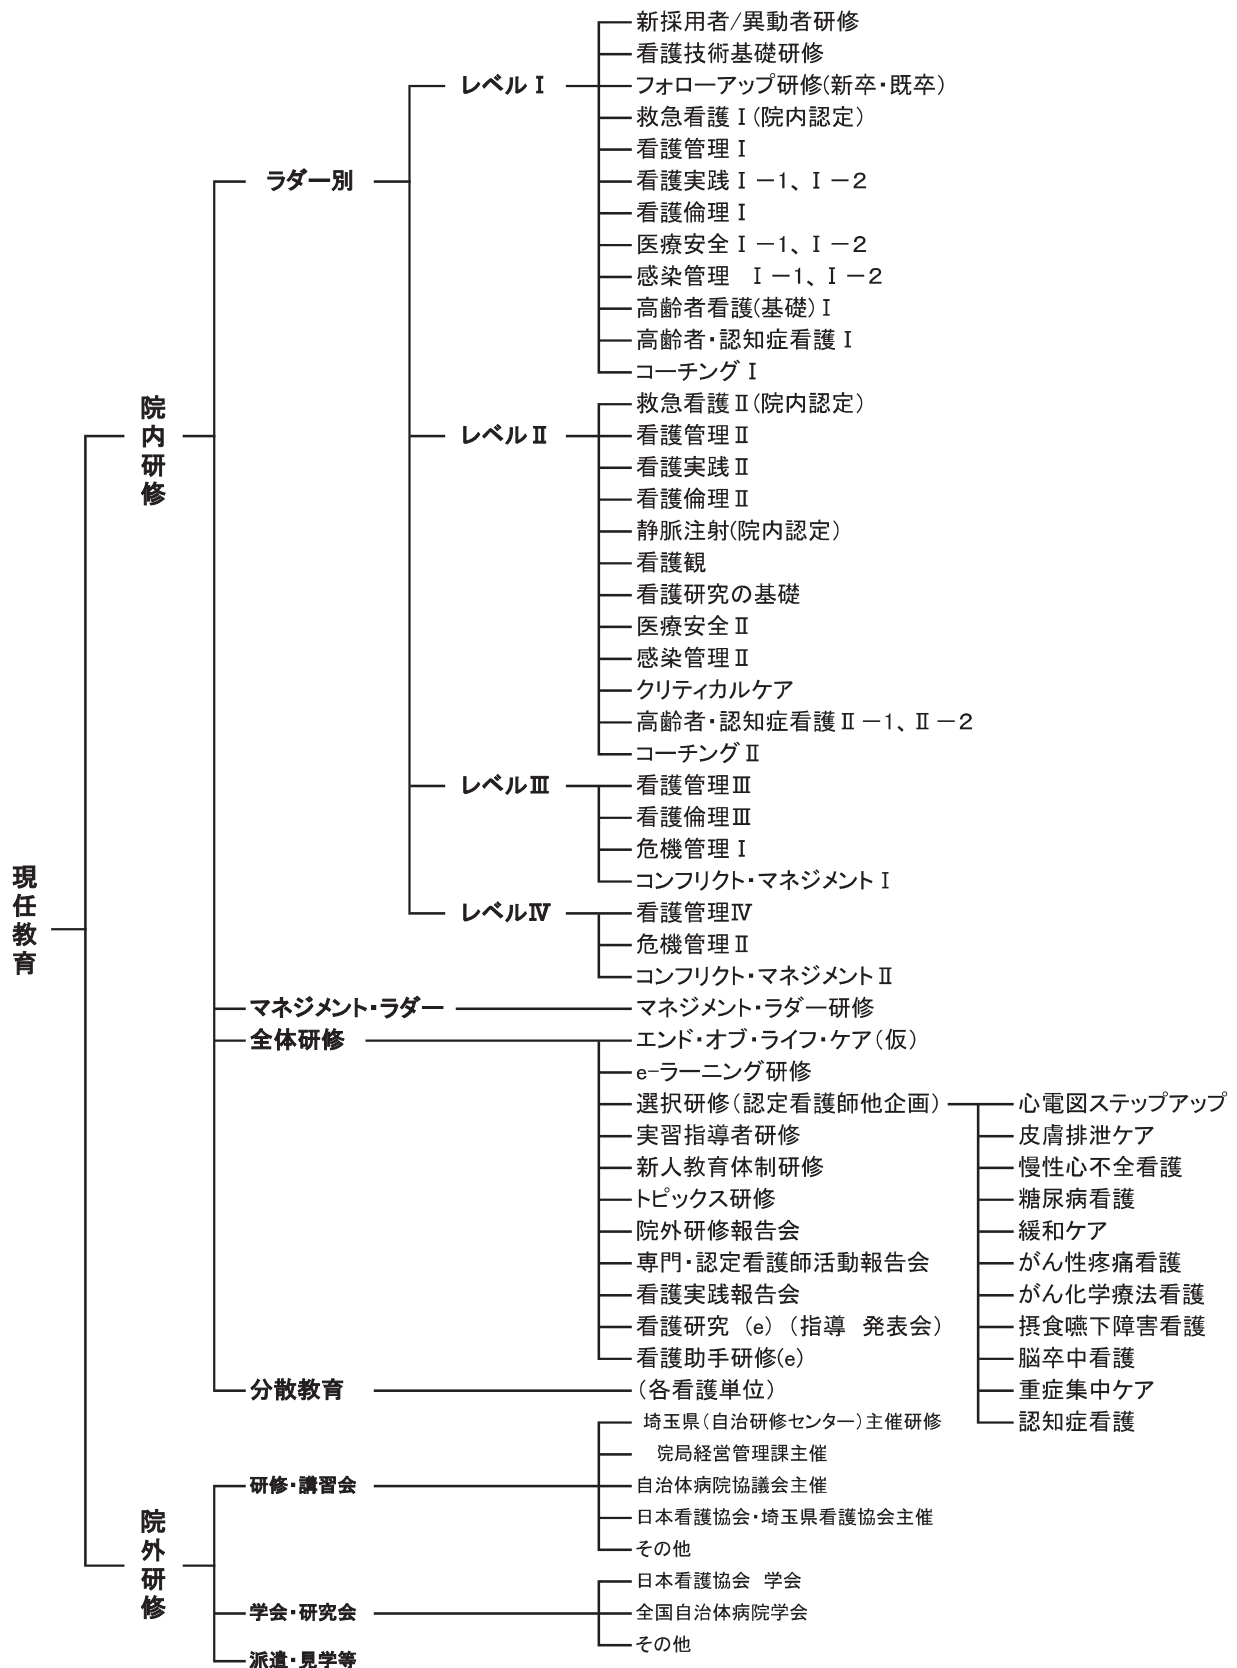 現任教育
院内研修
ラダー別
レベルⅠ
新採用者/異動者研修
看護技術基礎研修
フォローアップ研修(新卒・既卒)
救急看護Ⅰ(院内認定)
看護管理Ⅰ
看護実践Ⅰ-1、Ⅰ-2
看護倫理Ⅰ
医療安全Ⅰ-1、Ⅰ-2
感染管理　Ⅰ-1、Ⅰ-2
高齢者看護(基礎)Ⅰ
高齢者・認知症看護Ⅰ
コーチングⅠ
レベルⅡ
救急看護Ⅱ(院内認定)
看護管理Ⅱ
看護実践Ⅱ
看護倫理Ⅱ
静脈注射(院内認定)
看護観
看護研究の基礎
医療安全Ⅱ
感染管理Ⅱ
クリティカルケア
高齢者・認知症看護Ⅱ-1、Ⅱ-2
コーチングⅡ
レベルⅢ
看護管理Ⅲ
看護倫理Ⅲ
危機管理Ⅰ
コンフリクト・マネジメントⅠ
レベルⅣ
看護管理Ⅳ
危機管理Ⅱ
コンフリクト・マネジメントⅡ
マネジメント・ラダー
マネジメント・ラダー研修
全体研修
エンド・オブ・ライフ・ケア(仮)
e-ラーニング研修
選択研修(認定看護師他企画)
心電図ステップアップ
皮膚排泄ケア
慢性心不全看護
糖尿病看護
緩和ケア
がん性疼痛看護
がん化学療法看護
摂食嚥下障害看護
脳卒中看護
重症集中ケア
認知症看護
実習指導者研修
新人教育体制研修
トピックス研修
院外研修報告会
専門・認定看護師活動報告会
看護実践報告会
看護研究 (e) (指導　発表会)
看護助手研修(e)
分散教育
(各看護単位)
院外研修
研修・講習会
埼玉県(自治研修センター)主催研修
院局経営管理課主催
自治体病院協議会主催
日本看護協会・埼玉県看護協会主催
その他
学会・研究会
日本看護協会　学会
全国自治体病院学会
その他
派遣・見学等